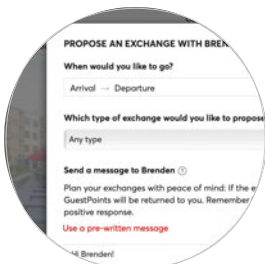 PROPOSE AN EXCHANGE WITH BREN
When would you like to go?
Arrival → Departure
Which type of exchange would you like to propose
Any type
Send a message to Brenden ?
Plan your exchanges with peace of mind: If the e
GuestPoints will be returned to you. Remember
positive response.
Use a pre-written message
Hi Brenden!